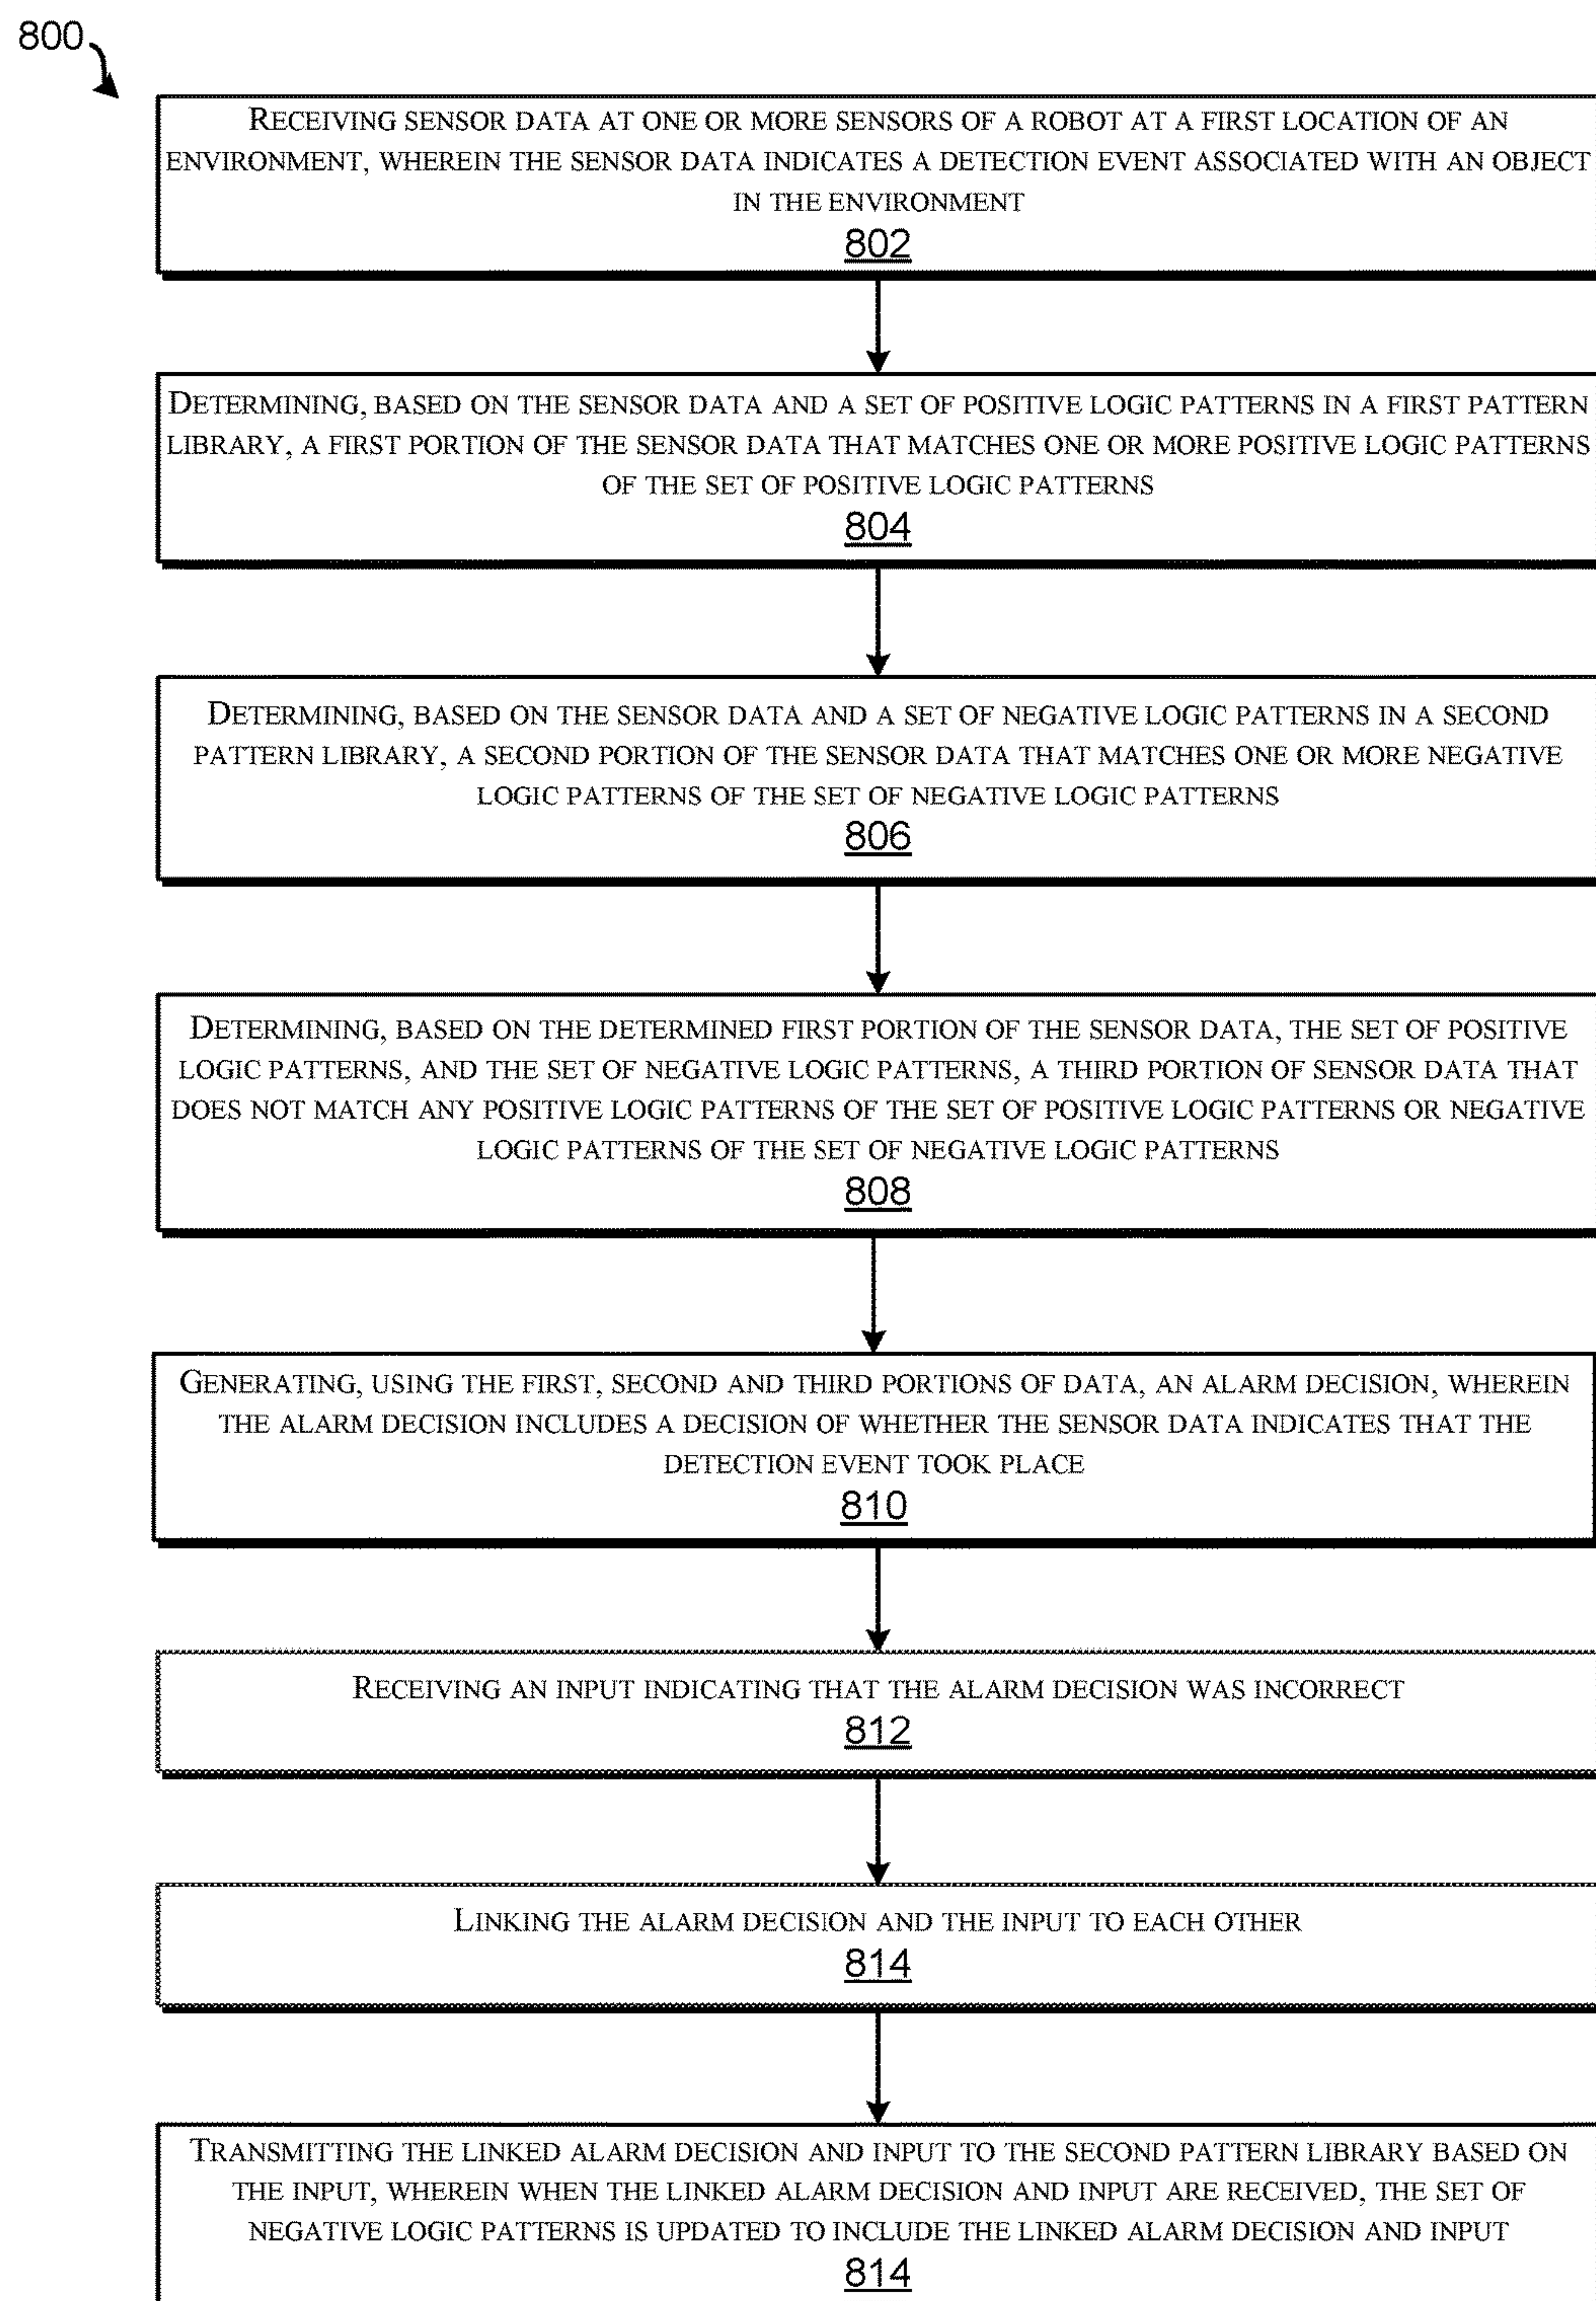 800
RECEIVING SENSOR DATA AT ONE OR MORE SENSORS OF A ROBOT AT A FIRST LOCATION OF AN
ENVIRONMENT, WHEREIN THE SENSOR DATA INDICATES A DETECTION EVENT ASSOCIATED WITH AN OBJECT
IN THE ENVIRONMENT
802
DETERMINING, BASED ON THE SENSOR DATA AND A SET OF POSITIVE LOGIC PATTERNS IN A FIRST PATTERN
LIBRARY, A FIRST PORTION OF THE SENSOR DATA THAT MATCHES ONE OR MORE POSITIVE LOGIC PATTERNS
OF THE SET OF POSITIVE LOGIC PATTERNS
804
DETERMINING, BASED ON THE SENSOR DATA AND A SET OF NEGATIVE LOGIC PATTERNS IN A SECOND
PATTERN LIBRARY, A SECOND PORTION OF THE SENSOR DATA THAT MATCHES ONE OR MORE NEGATIVE
LOGIC PATTERNS OF THE SET OF NEGATIVE LOGIC PATTERNS
806
DETERMINING, BASED ON THE DETERMINED FIRST PORTION OF THE SENSOR DATA, THE SET OF POSITIVE
LOGIC PATTERNS, AND THE SET OF NEGATIVE LOGIC PATTERNS, A THIRD PORTION OF SENSOR DATA THAT
DOES NOT MATCH ANY POSITIVE LOGIC PATTERNS OF THE SET OF POSITIVE LOGIC PATTERNS OR NEGATIVE
LOGIC PATTERNS OF THE SET OF NEGATIVE LOGIC PATTERNS
808
GENERATING, USING THE FIRST, SECOND AND THIRD PORTIONS OF DATA, AN ALARM DECISION, WHEREIN
THE ALARM DECISION INCLUDES A DECISION OF WHETHER THE SENSOR DATA INDICATES THAT THE
DETECTION EVENT TOOK PLACE
810
RECEIVING AN INPUT INDICATING THAT THE ALARM DECISION WAS INCORRECT
812
LINKING THE ALARM DECISION AND THE INPUT TO EACH OTHER
814
TRANSMITTING THE LINKED ALARM DECISION AND INPUT TO THE SECOND PATTERN LIBRARY BASED ON
THE INPUT, WHEREIN WHEN THE LINKED ALARM DECISION AND INPUT ARE RECEIVED, THE SET OF
NEGATIVE LOGIC PATTERNS IS UPDATED TO INCLUDE THE LINKED ALARM DECISION AND INPUT
814